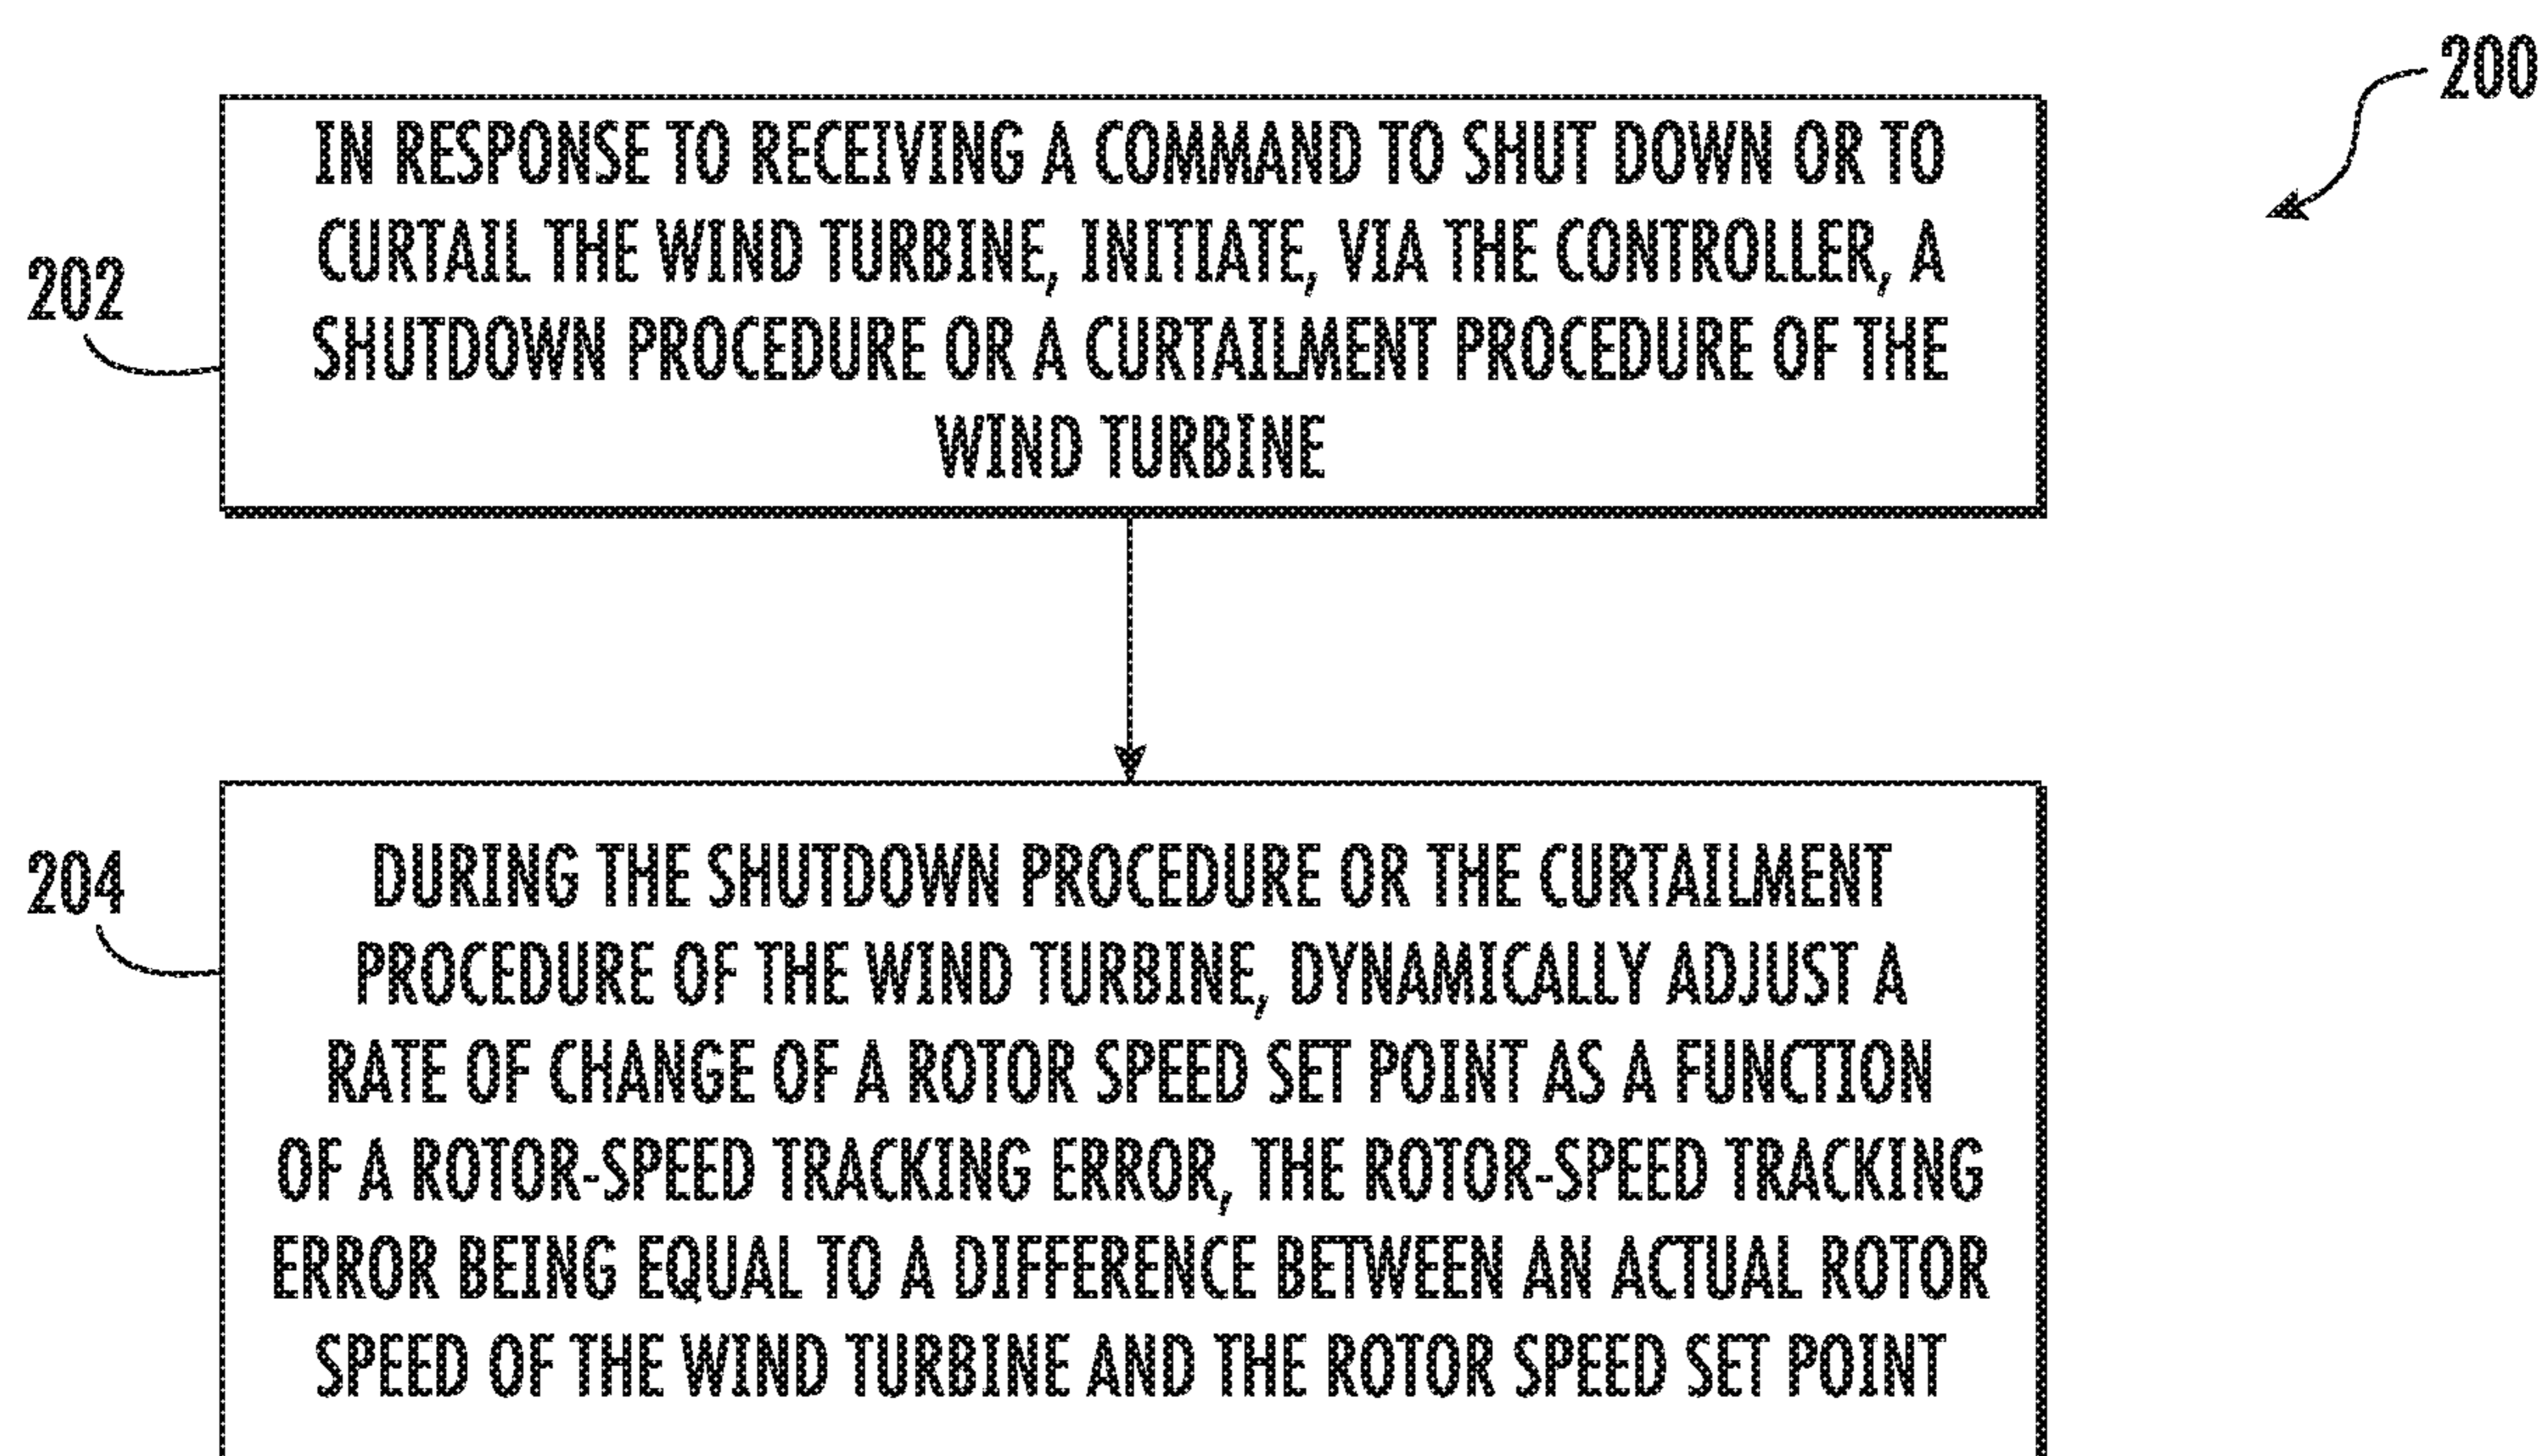 200
IN RESPONSE TO RECEIVING A COMMAND TO SHUT DOWN OR TO
CURTAIL THE WIND TURBINE, INITIATE, VIA THE CONTROLLER, A
SHUTDOWN PROCEDURE OR A CURTAILMENT PROCEDURE OF THE
WIND TURBINE
202
DURING THE SHUTDOWN PROCEDURE OR THE CURTAILMENT
PROCEDURE OF THE WIND TURBINE, DYNAMICALLY ADJUST A
RATE OF CHANGE OF A ROTOR SPEED SET POINT AS A FUNCTION
OF A ROTOR-SPEED TRACKING ERROR, THE ROTOR-SPEED TRACKING
ERROR BEING EQUAL TO A DIFFERENCE BETWEEN AN ACTUAL ROTOR
SPEED OF THE WIND TURBINE AND THE ROTOR SPEED SET POINT
204